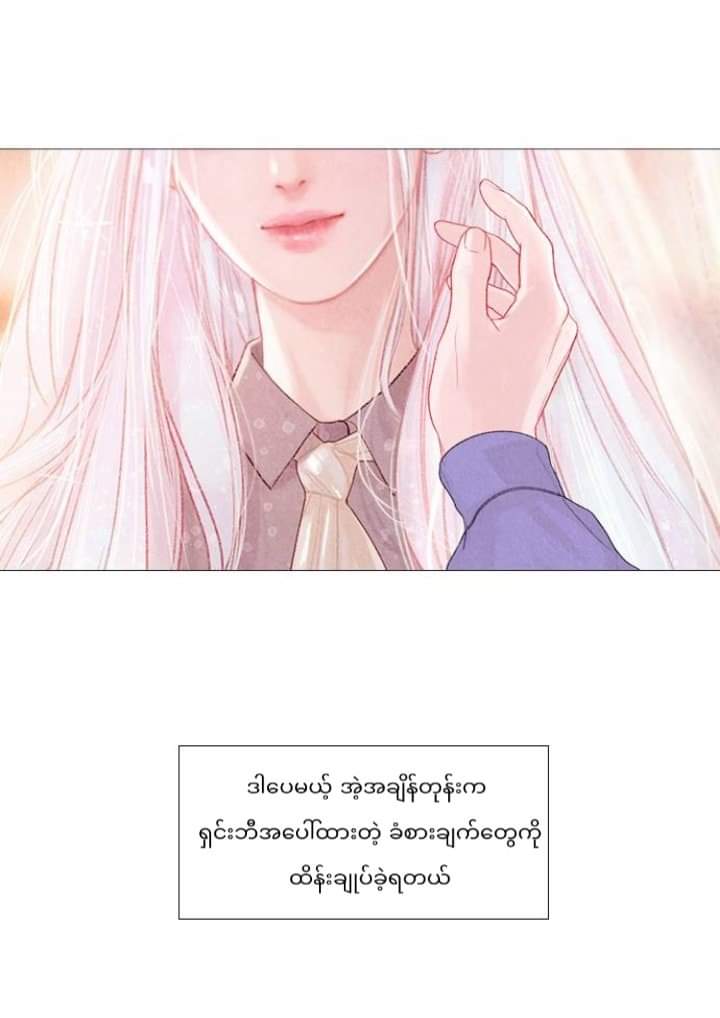 ဒါပေမယ့် အဲ့အချိန်တုန်းက
ရှင်းဘီအပေါ်ထားတဲ့ ခံစားချက်တွေကို
ထိန်းချုပ်ခဲ့ရတယ်